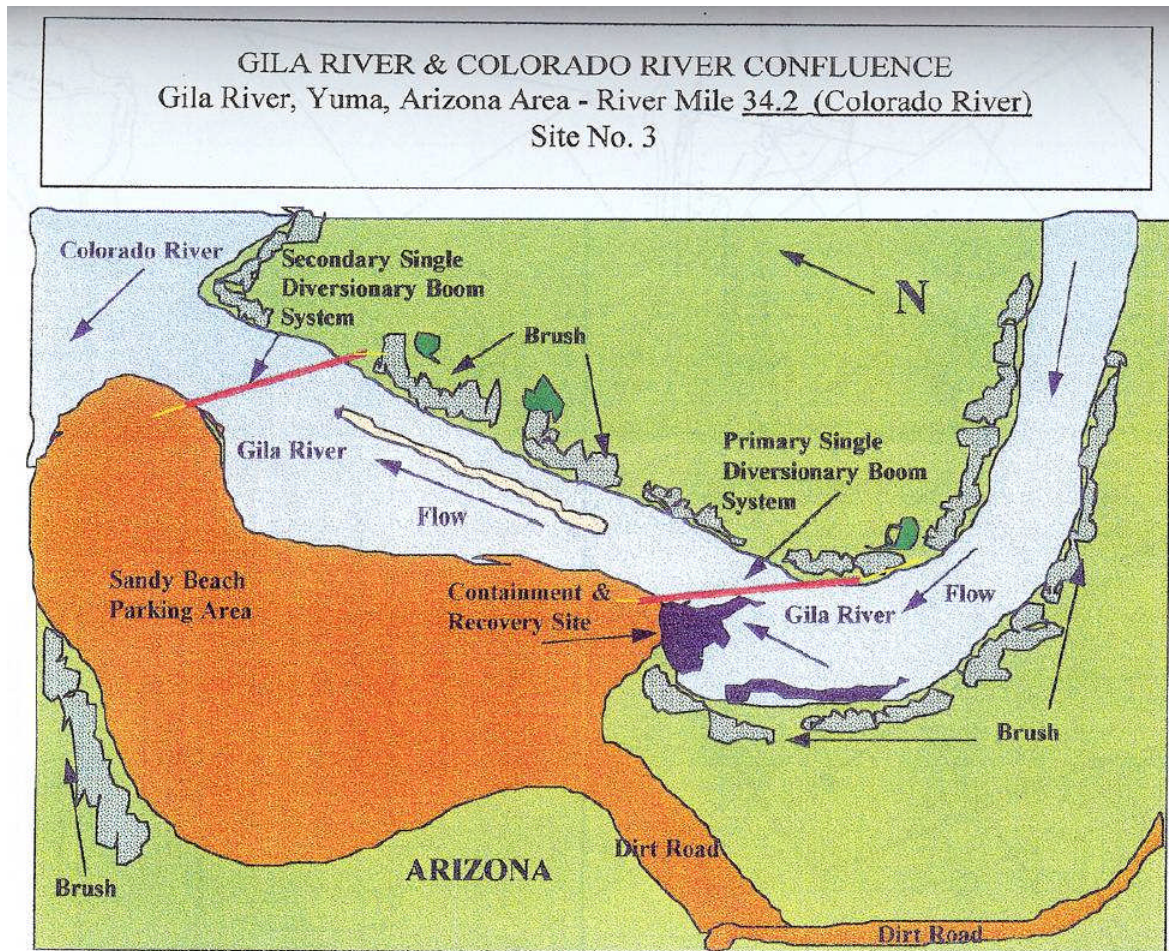 GILA RIVER & COLORADO RIVER CONFLUENCE
Gila River, Yuma, Arizona Area - River Mile 34.2 (Colorado River)
Site No. 3
Colorado River
Secondary Single
Diversionary Boom
System
N
Brush
Gila River
Primary Single
Diversionary Boom
System
Flow
Sandy Beach
Parking Area
Containment &
Recovery Site
Gila River
Flow
Brush
ARIZONA
Dirt Road
Brush
Dirt Road